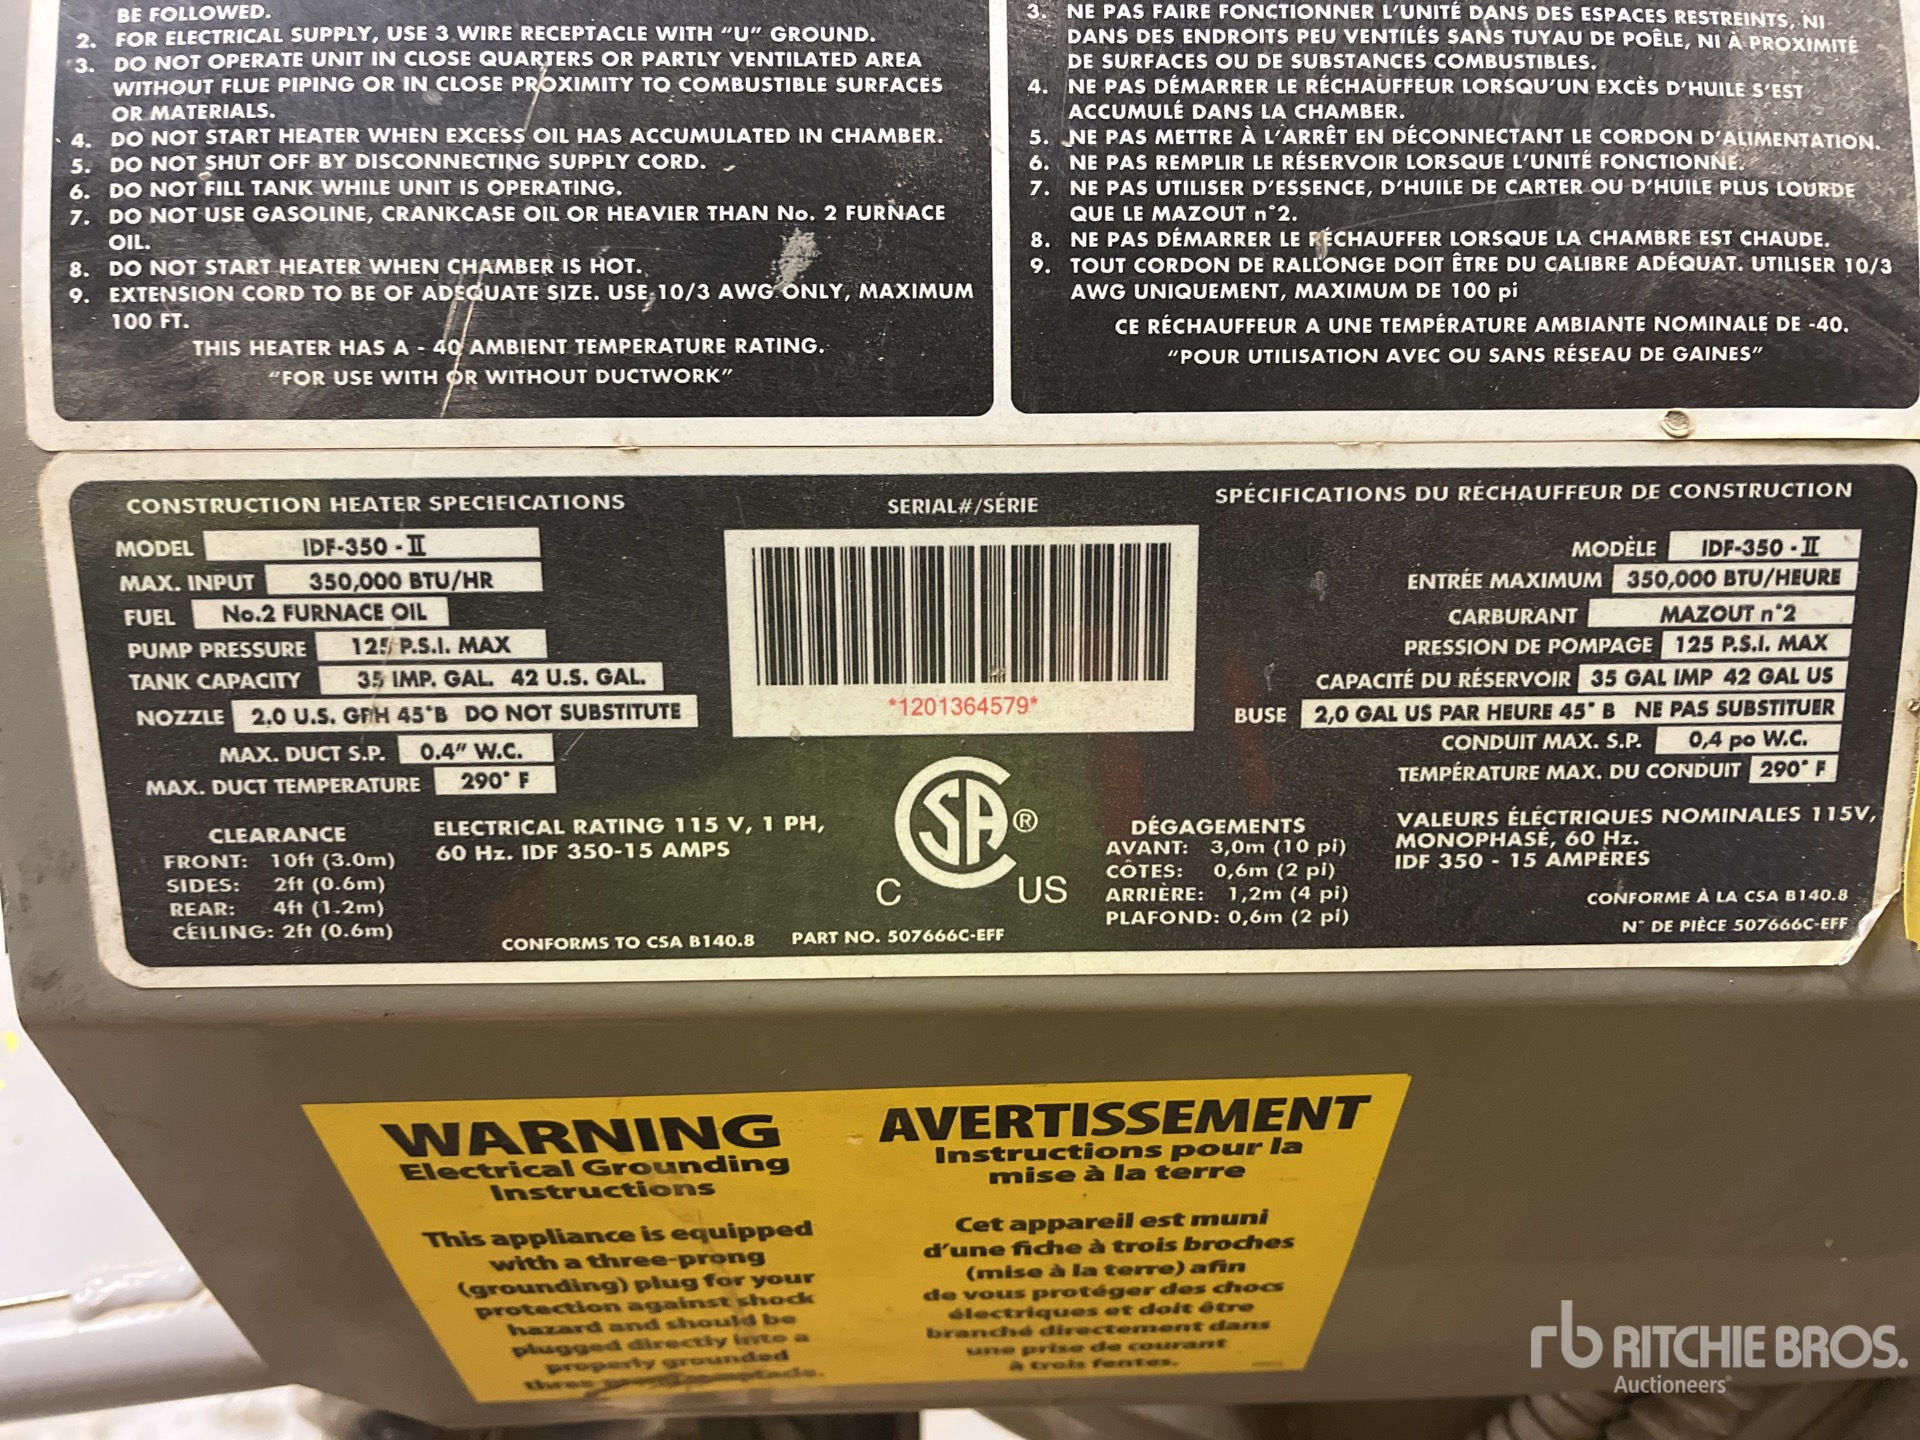 BE FOLLOWED.
2. FOR ELECTRICAL SUPPLY, USE 3 WIRE RECEPTACLE WITH “U” GROUND.
3. DO NOT OPERATE UNIT IN CLOSE QUARTERS OR PARTLY VENTILATED AREA
WITHOUT FLUE PIPING OR IN CLOSE PROXIMITY TO COMBUSTIBLE SURFACES
OR MATERIALS.
4. DO NOT START HEATER WHEN EXCESS OIL HAS ACCUMULATED IN CHAMBER.
5. DO NOT SHUT OFF BY DISCONNECTING SUPPLY CORD.
6. DO NOT FILL TANK WHILE UNIT IS OPERATING.
7. DO NOT USE GASOLINE, CRANKCASE OIL OR HEAVIER THAN No. 2 FURNACE
OIL.
8. DO NOT START HEATER WHEN CHAMBER IS HOT.
9. EXTENSION CORD TO BE OF ADEQUATE SIZE. USE 10/3 AWG ONLY, MAXIMUM
100 FT.
THIS HEATER HAS A - 40 AMBIENT TEMPERATURE RATING.
“FOR USE WITH OR WITHOUT DUCTWORK”
3. NE PAS FAIRE FONCTIONNER L’UNITÉ DANS DES ESPACES RESTREINTS, NI
DANS DES ENDROITS PEU VENTILÉS SANS TUYAU DE POÊLE, NI À PROXIMITÉ
DE SURFACES OU DE SUBSTANCES COMBUSTIBLES.
4. NE PAS DÉMARRER LE RÉCHAUFFEUR LORSQU’UN EXCÈS D’HUILE S’EST
ACCUMULÉ DANS LA CHAMBER.
5. NE PAS METTRE À L’ARRÊT EN DÉCONNECTANT LE CORDON D’ALIMENTATION.
6. NE PAS REMPLIR LE RÉSERVOIR LORSQUE L’UNITÉ FONCTIONNE.
7. NE PAS UTILISER D’ESSENCE, D’HUILE DE CARTER OU D’HUILE PLUS LOURDE
QUE LE MAZOUT n°2.
8. NE PAS DÉMARRER LE RÉCHAUFFER LORSQUE LA CHAMBRE EST CHAUDE.
9. TOUT CORDON DE RALLONGE DOIT ÊTRE DU CALIBRE ADÉQUAT. UTILISER 10/3
AWG UNIQUEMENT, MAXIMUM DE 100 pi
CE RÉCHAUFFEUR A UNE TEMPÉRATURE AMBIANTE NOMINALE DE -40.
“POUR UTILISATION AVEC OU SANS RÉSEAU DE GAINES”
CONSTRUCTION HEATER SPECIFICATIONS
MODEL IDF-350 - II
MAX. INPUT 350,000 BTU/HR
FUEL No.2 FURNACE OIL
PUMP PRESSURE 125 P.S.I. MAX
TANK CAPACITY 35 IMP. GAL. 42 U.S. GAL.
NOZZLE 2.0 U.S. GPH 45°B DO NOT SUBSTITUTE
MAX. DUCT S.P. 0.4” W.C.
MAX. DUCT TEMPERATURE 290° F
CLEARANCE
FRONT: 10ft (3.0m)
SIDES: 2ft (0.6m)
REAR: 4ft (1.2m)
CEILING: 2ft (0.6m)
ELECTRICAL RATING 115 V, 1 PH,
60 Hz. IDF 350-15 AMPS
CONFORMS TO CSA B140.8 PART NO. 507666C-EFF
SERIAL#/SÉRIE
*1201364579*
CSA ®
C US
SPÉCIFICATIONS DU RÉCHAUFFEUR DE CONSTRUCTION
MODÈLE IDF-350 - II
ENTRÉE MAXIMUM 350,000 BTU/HEURE
CARBURANT MAZOUT n°2
PRESSION DE POMPAGE 125 P.S.I. MAX
CAPACITÉ DU RÉSERVOIR 35 GAL IMP 42 GAL US
BUSE 2,0 GAL US PAR HEURE 45° B NE PAS SUBSTITUER
CONDUIT MAX. S.P. 0,4 po W.C.
TEMPÉRATURE MAX. DU CONDUIT 290° F
DÉGAGEMENTS
AVANT: 3,0m (10 pi)
CÔTES: 0,6m (2 pi)
ARRIÈRE: 1,2m (4 pi)
PLAFOND: 0,6m (2 pi)
VALEURS ÉLÉCTRIQUES NOMINALES 115V,
MONOPHASÉ, 60 Hz.
IDF 350 - 15 AMPÈRES
CONFORME À LA CSA B140.8
N° DE PIÈCE 507666C-EFF
WARNING
Electrical Grounding
Instructions
This appliance is equipped
with a three-prong
(grounding) plug for your
protection against shock
hazard and should be
plugged directly into a
properly grounded
three-prong receptacle.
AVERTISSEMENT
Instructions pour la
mise à la terre
Cet appareil est muni
d’une fiche à trois broches
(mise à la terre) afin
de vous protéger des chocs
électriques et doit être
branché directement dans
une prise de courant
à trois fentes.
rb RITCHIE BROS.
Auctioneers